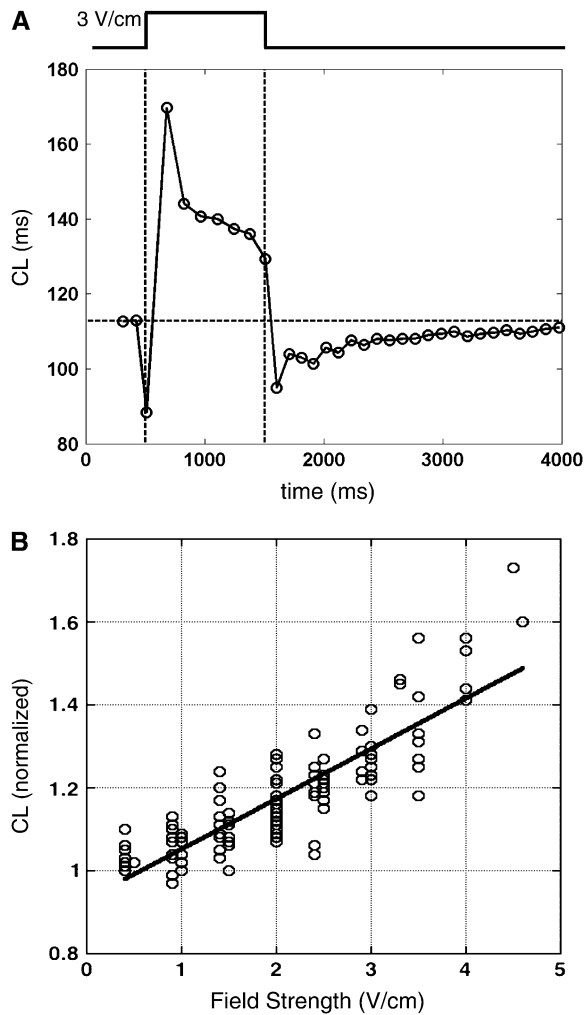 A
3 V/cm
180
160
140
120
100
80
CL (ms)
0 1000 2000 3000 4000
time (ms)
B
1.8
1.6
1.4
1.2
1
0.8
CL (normalized)
0 1 2 3 4 5
Field Strength (V/cm)